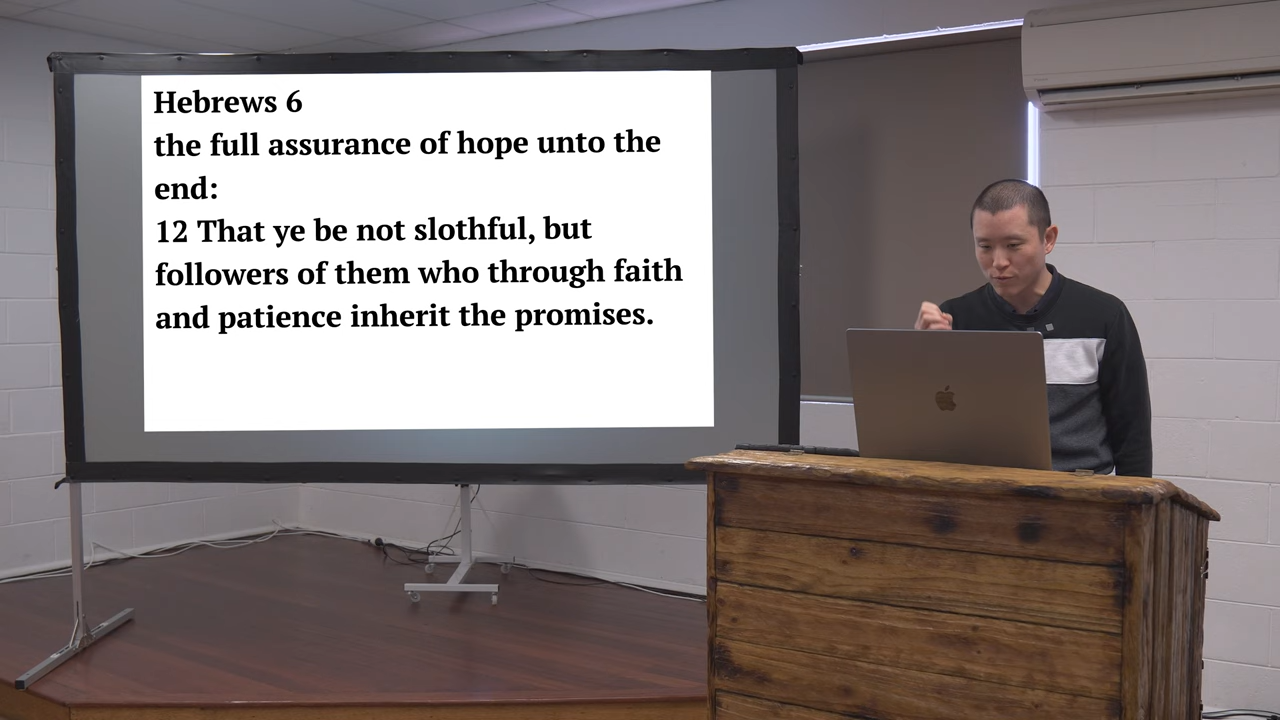 Hebrews 6
the full assurance of hope unto the
end:
12 That ye be not slothful, but
followers of them who through faith
and patience inherit the promises.